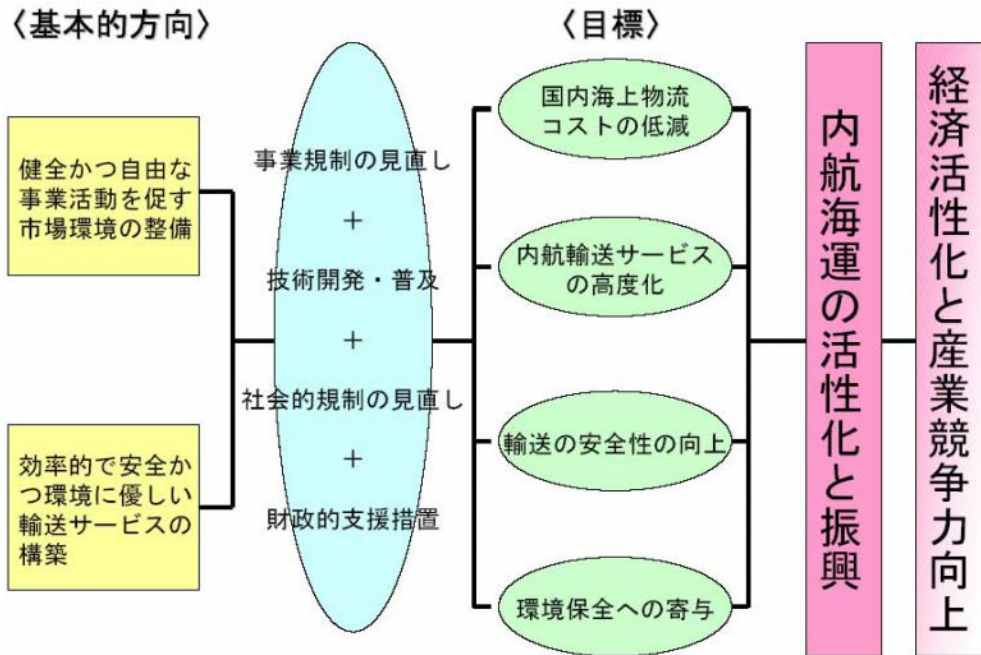 〈基本的方向〉
健全かつ自由な
事業活動を促す
市場環境の整備
効率的で安全か
つ環境に優しい
輸送サービスの
構築
事業規制の見直し
＋
技術開発・普及
＋
社会的規制の見直し
＋
財政的支援措置
〈目標〉
国内海上物流
コストの低減
内航輸送サービス
の高度化
輸送の安全性の向上
環境保全への寄与
内航海運の活性化と振興
経済活性化と産業競争力向上